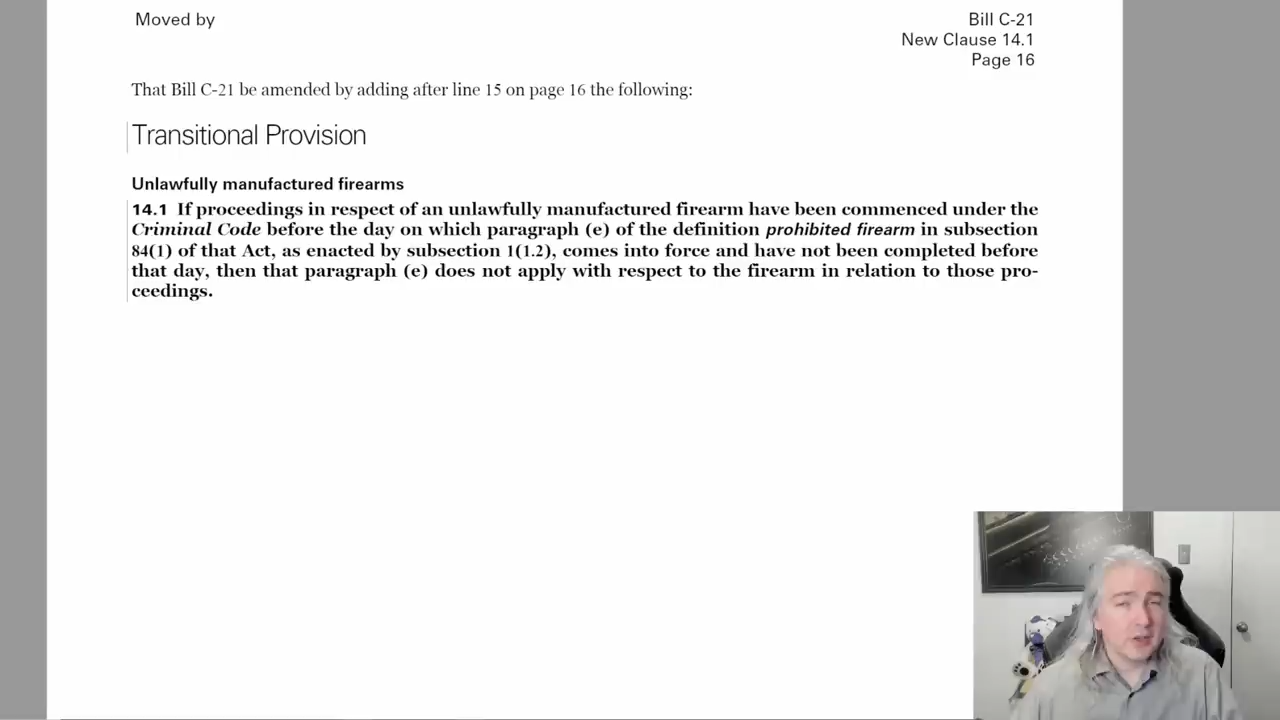 Moved by
Bill C-21
New Clause 14.1
Page 16
That Bill C-21 be amended by adding after line 15 on page 16 the following:
Transitional Provision
Unlawfully manufactured firearms
14.1 If proceedings in respect of an unlawfully manufactured firearm have been commenced under the
Criminal Code before the day on which paragraph (e) of the definition prohibited firearm in subsection
84(1) of that Act, as enacted by subsection 1(1.2), comes into force and have not been completed before
that day, then that paragraph (e) does not apply with respect to the firearm in relation to those pro-
ceedings.